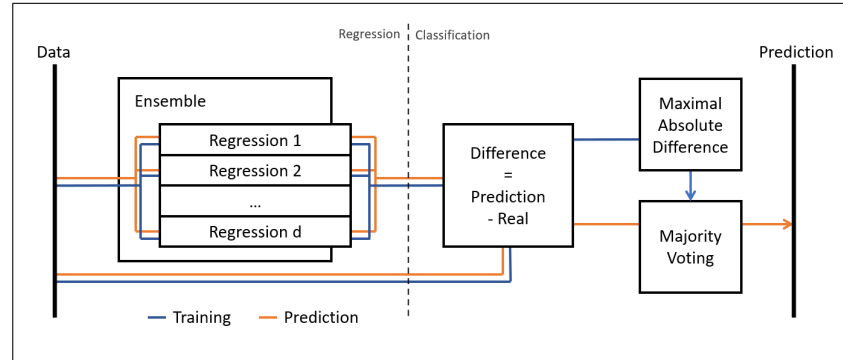 Regression
Classification
Data
Prediction
Ensemble
Regression 1
Regression 2
...
Regression d
Difference
=
Prediction
- Real
Maximal
Absolute
Difference
Majority
Voting
Training
Prediction